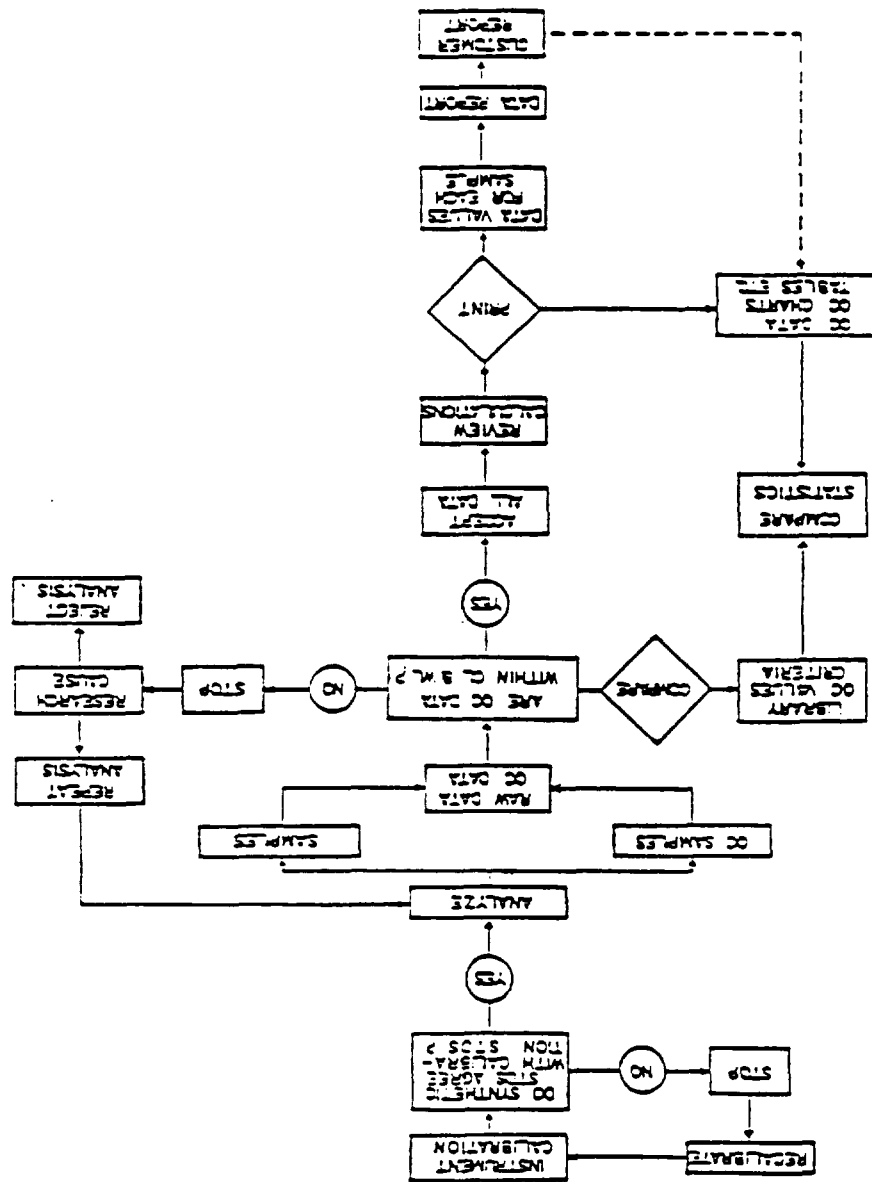 INSTRUMENT
CALIBRATION
RECALIBRATE
DO SYNTHETIC
STDS AGREE
WITH CALIBRA-
TION STDS ?
NO
STOP
YES
ANALYZE
QC SAMPLES
SAMPLES
REPEAT
ANALYSIS
RAW DATA
QC DATA
LIBRARY
QC VALUES
CRITERIA
COMPARE
ARE QC DATA
WITHIN CL & WL ?
NO
STOP
RESEARCH
CAUSE
REJECT
ANALYSIS
YES
COMPARE
STATISTICS
ACCEPT
ALL DATA
REVIEW
CALCULATIONS
QC DATA
QC CHARTS
TABLES ETC
PRINT
DATA VALUES
FOR EACH
SAMPLE
DATA REPORT
CUSTOMER
REPORT